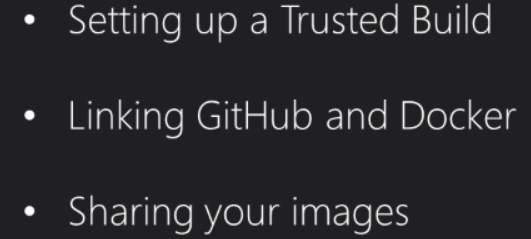 • Setting up a Trusted Build
• Linking GitHub and Docker
• Sharing your images